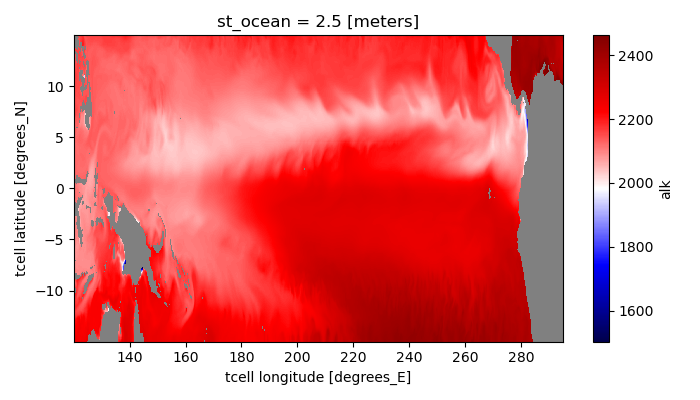 st_ocean = 2.5 [meters]
10
5
0
−5
−10
tcell latitude [degrees_N]
140 160 180 200 220 240 260 280
tcell longitude [degrees_E]
2400
2200
2000
1800
1600
alk